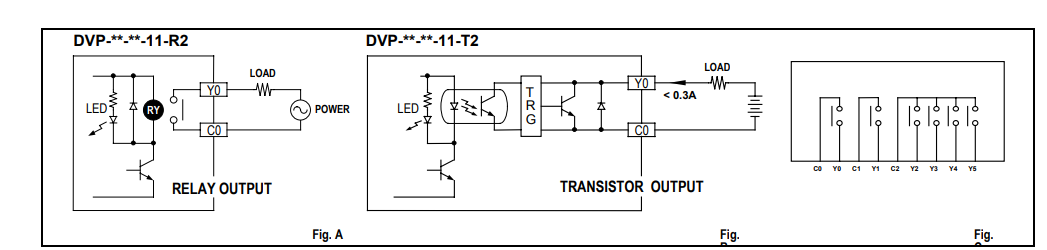 DVP-**-**-11-R2
DVP-**-**-11-T2
LOAD
Y0
LED
RY
POWER
C0
RELAY OUTPUT
LOAD
Y0
< 0.3A
LED
T
R
G
C0
TRANSISTOR OUTPUT
C0 Y0 C1 Y1 C2 Y2 Y3 Y4 Y5
Fig. A
Fig.
Fig.